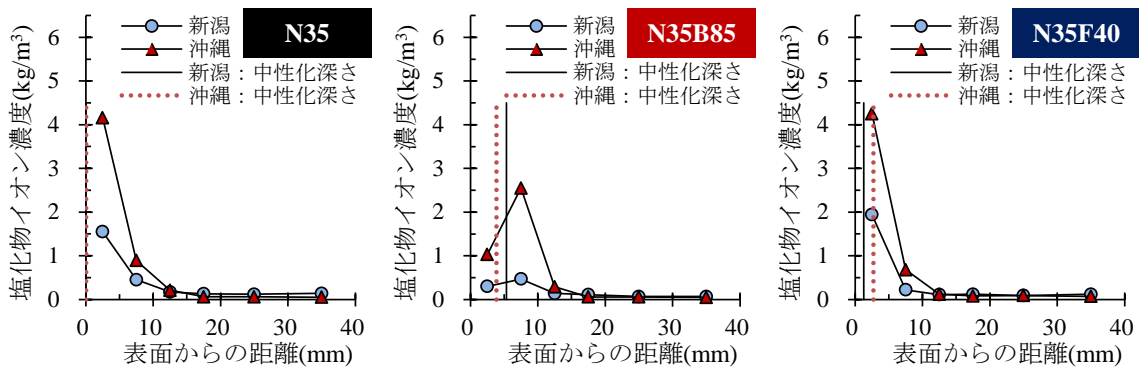 塩化物イオン濃度(kg/m³)
6
5
4
3
2
1
0
新潟
沖縄
新潟：中性化深さ
沖縄：中性化深さ
N35
0 10 20 30 40
表面からの距離(mm)
塩化物イオン濃度(kg/m³)
6
5
4
3
2
1
0
新潟
沖縄
新潟：中性化深さ
沖縄：中性化深さ
N35B85
0 10 20 30 40
表面からの距離(mm)
塩化物イオン濃度(kg/m³)
6
5
4
3
2
1
0
新潟
沖縄
新潟：中性化深さ
沖縄：中性化深さ
N35F40
0 10 20 30 40
表面からの距離(mm)